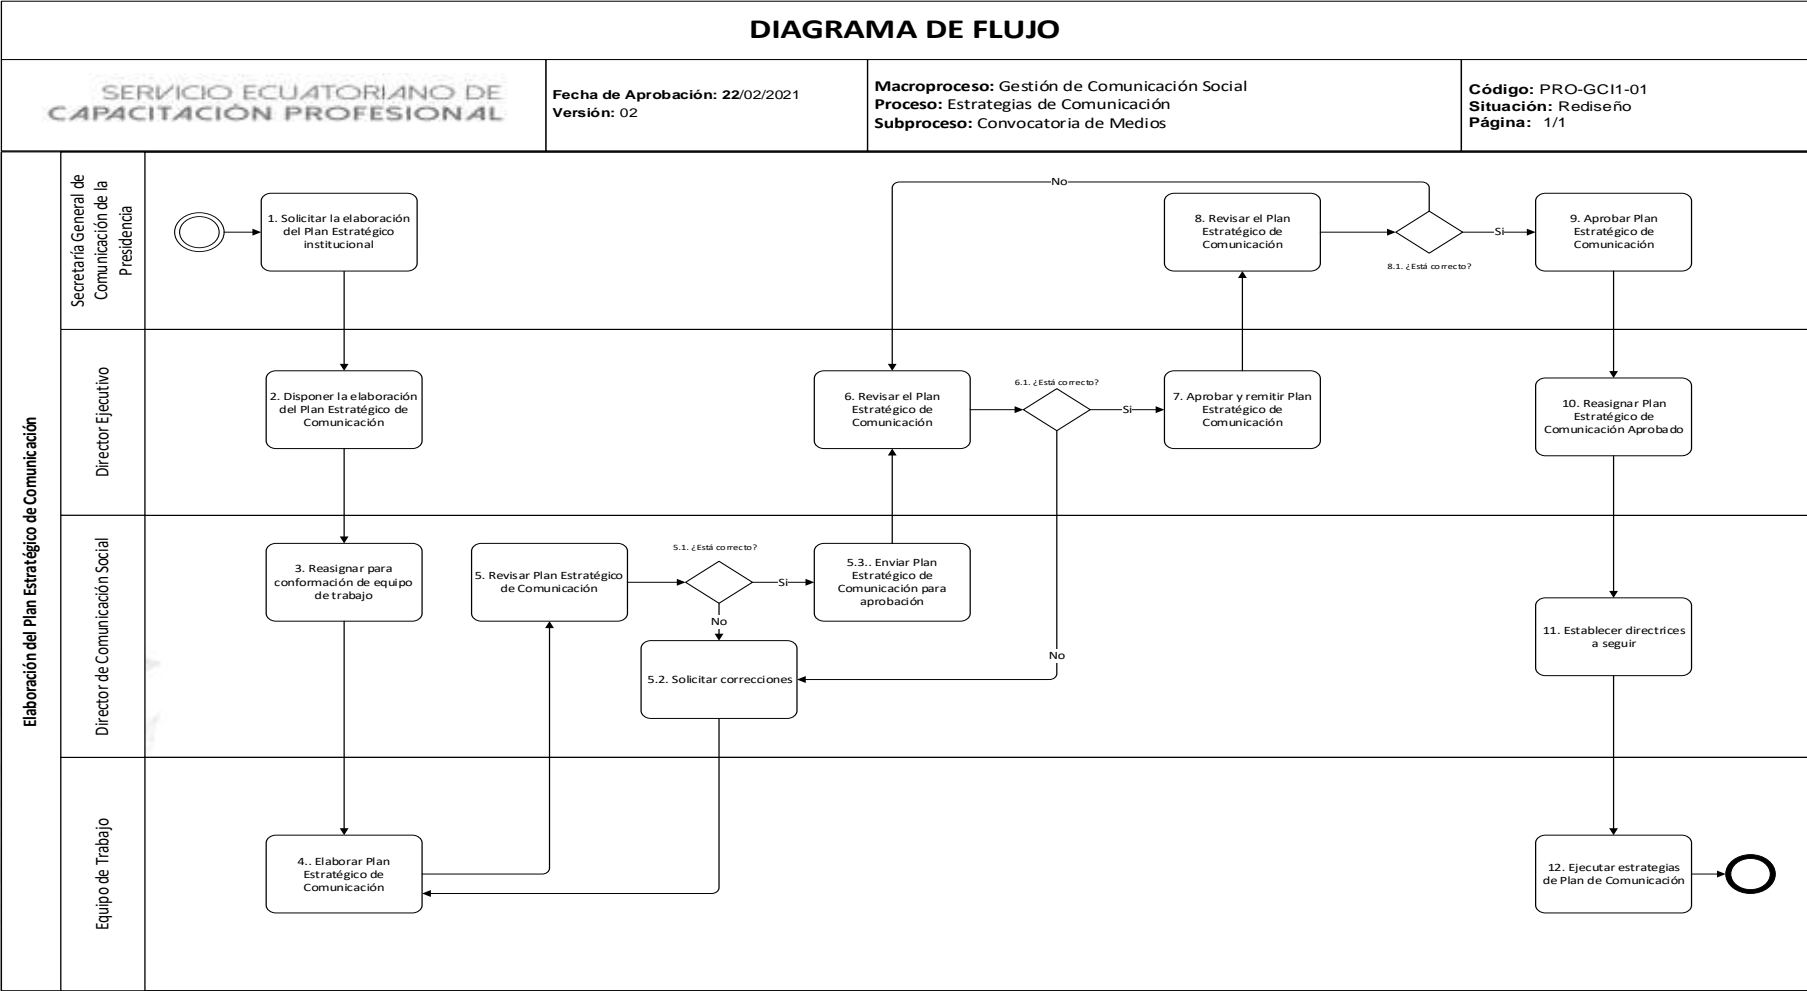 DIAGRAMA DE FLUJO
SERVICIO ECUATORIANO DE
CAPACITACIÓN PROFESIONAL
Fecha de Aprobación: 22/02/2021
Versión: 02
Macroproceso: Gestión de Comunicación Social
Proceso: Estrategias de Comunicación
Subproceso: Convocatoria de Medios
Código: PRO-GCI1-01
Situación: Rediseño
Página: 1/1
Elaboración del Plan Estratégico de Comunicación
Secretaría General de
Comunicación de la
Presidencia
1. Solicitar la elaboración
del Plan Estratégico
institucional
No
8. Revisar el Plan
Estratégico de
Comunicación
8.1. ¿Está correcto?
Si
9. Aprobar Plan
Estratégico de
Comunicación
Director Ejecutivo
2. Disponer la elaboración
del Plan Estratégico de
Comunicación
6. Revisar el Plan
Estratégico de
Comunicación
6.1. ¿Está correcto?
Si
7. Aprobar y remitir Plan
Estratégico de
Comunicación
10. Reasignar Plan
Estratégico de
Comunicación Aprobado
Director de Comunicación Social
3. Reasignar para
conformación de equipo
de trabajo
5. Revisar Plan Estratégico
de Comunicación
5.1. ¿Está correcto?
Si
No
5.3.. Enviar Plan
Estratégico de
Comunicación para
aprobación
5.2. Solicitar correcciones
No
11. Establecer directrices
a seguir
Equipo de Trabajo
4.. Elaborar Plan
Estratégico de
Comunicación
12. Ejecutar estrategias
de Plan de Comunicación